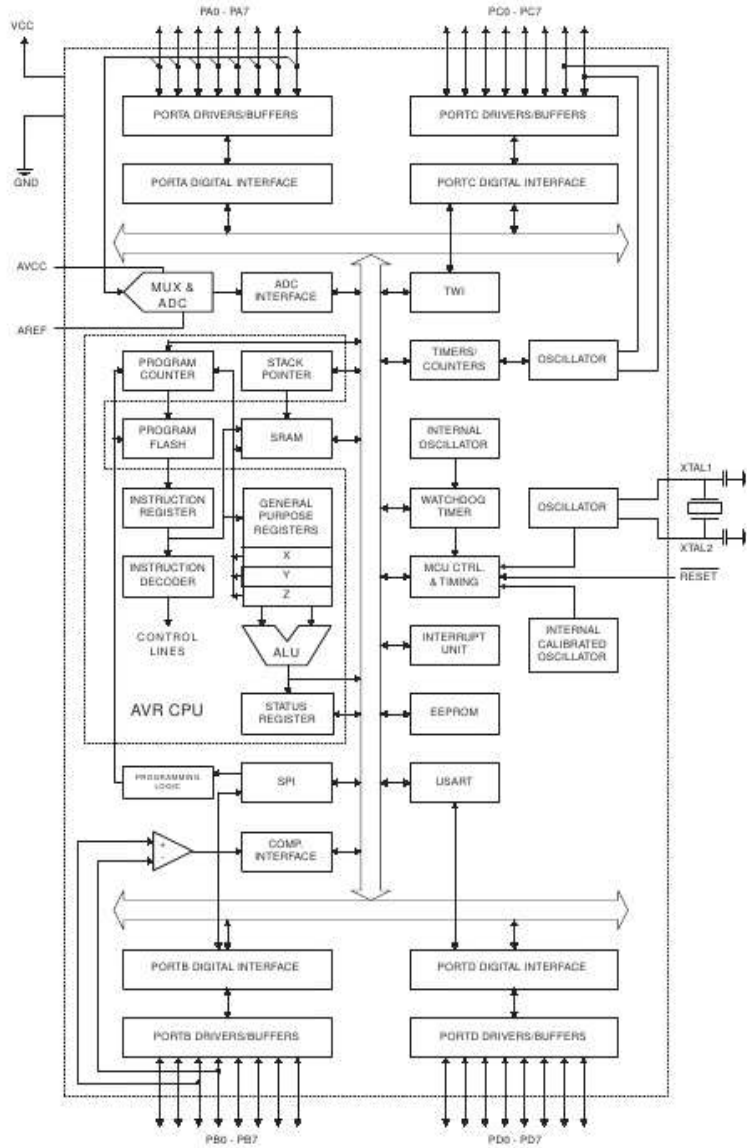 PA0 - PA7
PC0 - PC7
VCC
PORTA DRIVERS/BUFFERS
PORTC DRIVERS/BUFFERS
GND
PORTA DIGITAL INTERFACE
PORTC DIGITAL INTERFACE
AVCC
MUX &
ADC
ADC
INTERFACE
TWI
AREF
PROGRAM
COUNTER
STACK
POINTER
TIMERS/
COUNTERS
OSCILLATOR
PROGRAM
FLASH
SRAM
INTERNAL
OSCILLATOR
XTAL1
INSTRUCTION
REGISTER
GENERAL
PURPOSE
REGISTERS
WATCHDOG
TIMER
OSCILLATOR
XTAL2
X
INSTRUCTION
DECODER
Y
MCU CTRL.
& TIMING
RESET
Z
CONTROL
LINES
ALU
INTERRUPT
UNIT
INTERNAL
CALIBRATED
OSCILLATOR
AVR CPU
STATUS
REGISTER
EEPROM
PROGRAMMING
LOGIC
SPI
USART
+
-
COMP.
INTERFACE
PORTB DIGITAL INTERFACE
PORTD DIGITAL INTERFACE
PORTB DRIVERS/BUFFERS
PORTD DRIVERS/BUFFERS
PB0 - PB7
PD0 - PD7